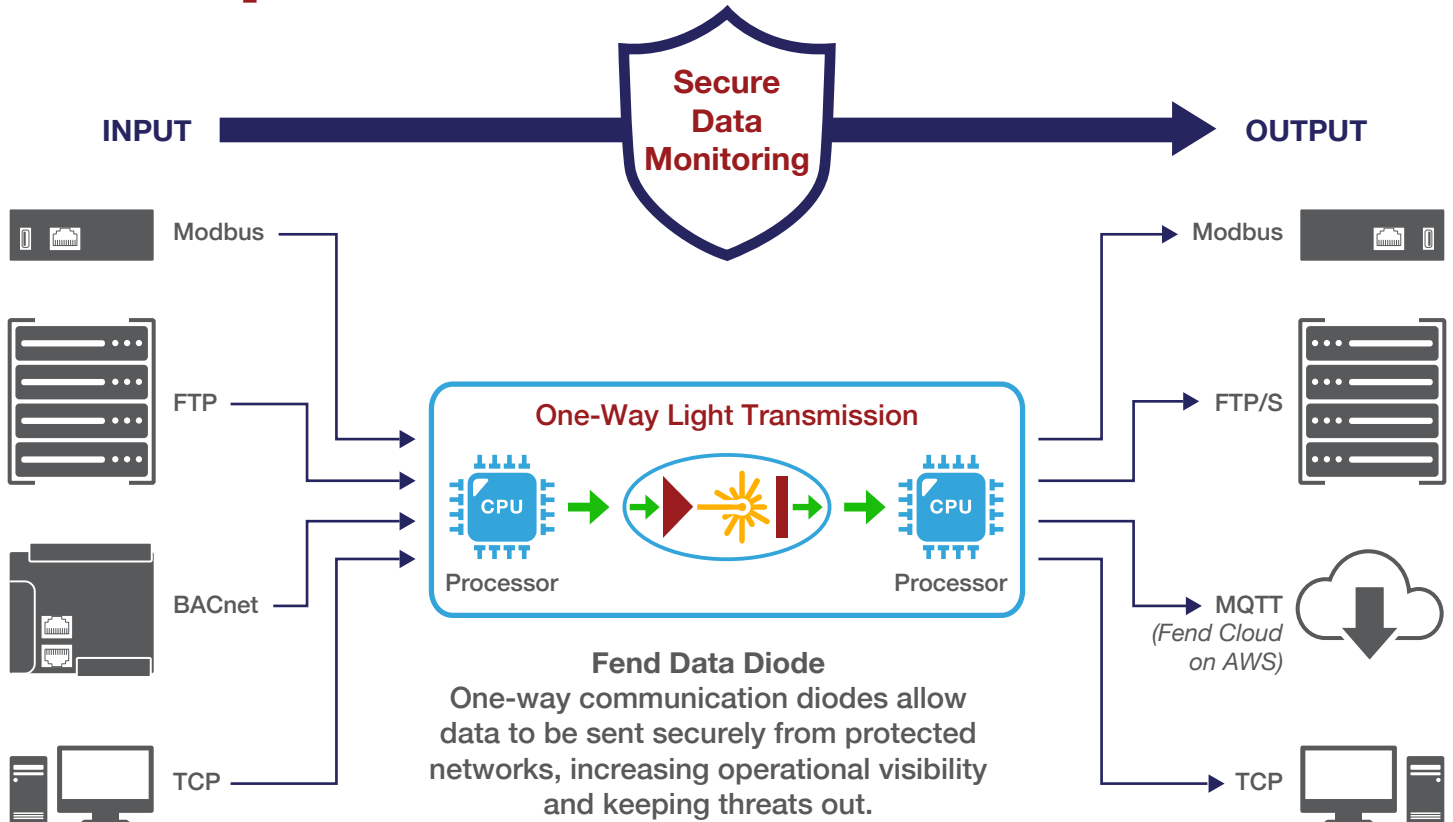 Secure
Data
Monitoring
INPUT
OUTPUT
Modbus
FTP
BACnet
TCP
One-Way Light Transmission
CPU
Processor
CPU
Processor
Fend Data Diode
One-way communication diodes allow
data to be sent securely from protected
networks, increasing operational visibility
and keeping threats out.
Modbus
FTP/S
MQTT
(Fend Cloud
on AWS)
TCP